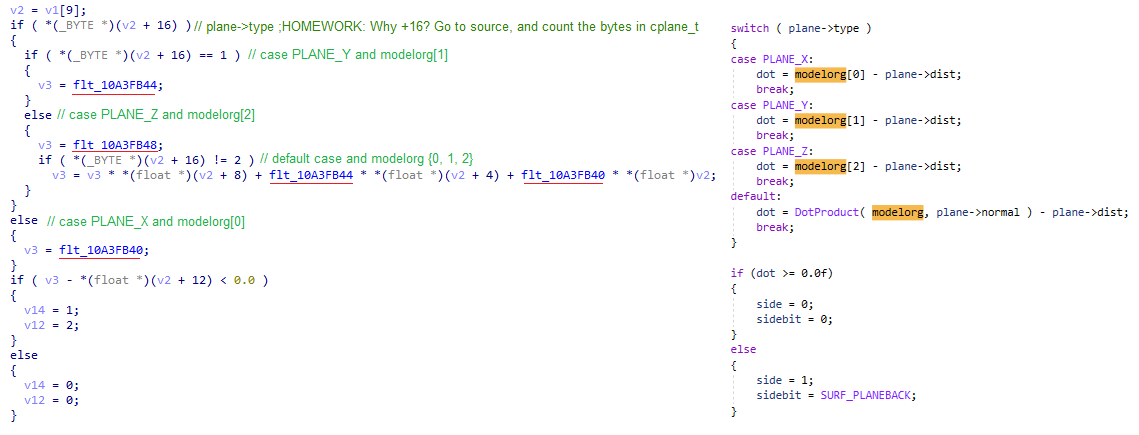 v2 = v1[9];
if ( *(_BYTE *)(v2 + 16) )// plane->type ;HOMEWORK: Why +16? Go to source, and count the bytes in cplane_t
{
if ( *(_BYTE *)(v2 + 16) == 1 ) // case PLANE_Y and modelorg[1]
{
v3 = flt_10A3FB44;
}
else // case PLANE_Z and modelorg[2]
{
v3 = flt_10A3FB48;
if ( *(_BYTE *)(v2 + 16) != 2 ) // default case and modelorg {0, 1, 2}
v3 = v3 * *(float *)(v2 + 8) + flt_10A3FB44 * *(float *)(v2 + 4) + flt_10A3FB40 * *(float *)v2;
}
}
else // case PLANE_X and modelorg[0]
{
v3 = flt_10A3FB40;
}
if ( v3 - *(float *)(v2 + 12) < 0.0 )
{
v14 = 1;
v12 = 2;
}
else
{
v14 = 0;
v12 = 0;
}
switch ( plane->type )
{
case PLANE_X:
dot = modelorg[0] - plane->dist;
break;
case PLANE_Y:
dot = modelorg[1] - plane->dist;
break;
case PLANE_Z:
dot = modelorg[2] - plane->dist;
break;
default:
dot = DotProduct( modelorg, plane->normal ) - plane->dist;
break;
}
if (dot >= 0.0f)
{
side = 0;
sidebit = 0;
}
else
{
side = 1;
sidebit = SURF_PLANEBACK;
}